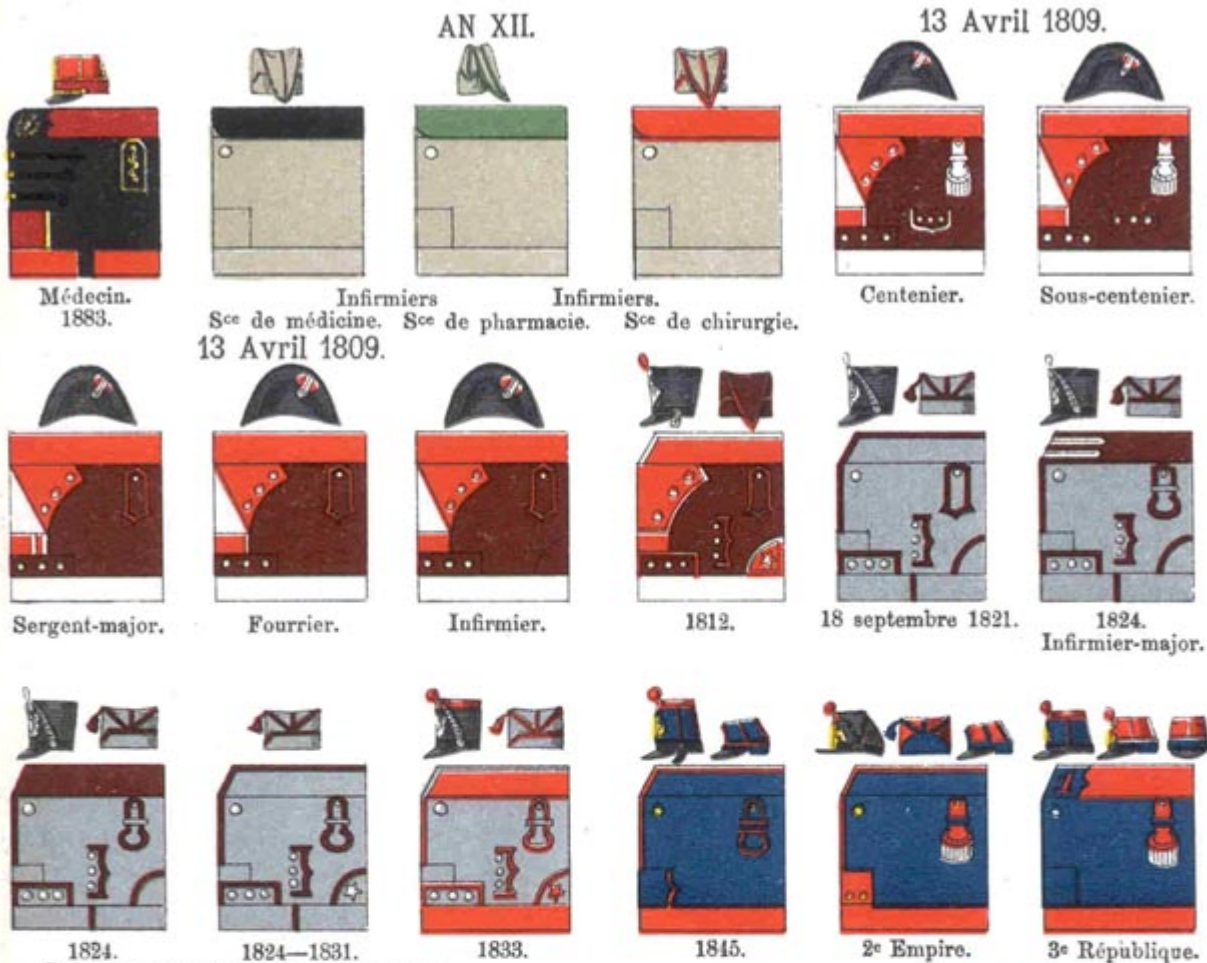 AN XII.
13 Avril 1809.
Médecin.
1883.
Infirmiers
Sce de médicine.
Sce de pharmacie.
Infirmiers.
Sce de chirurgie.
Centenier.
Sous-centenier.
13 Avril 1809.
Sergent-major.
Fourrier.
Infirmier.
1812.
18 septembre 1821.
1824.
Infirmier-major.
1824.
1824—1831.
1833.
1845.
2e Empire.
3e République.